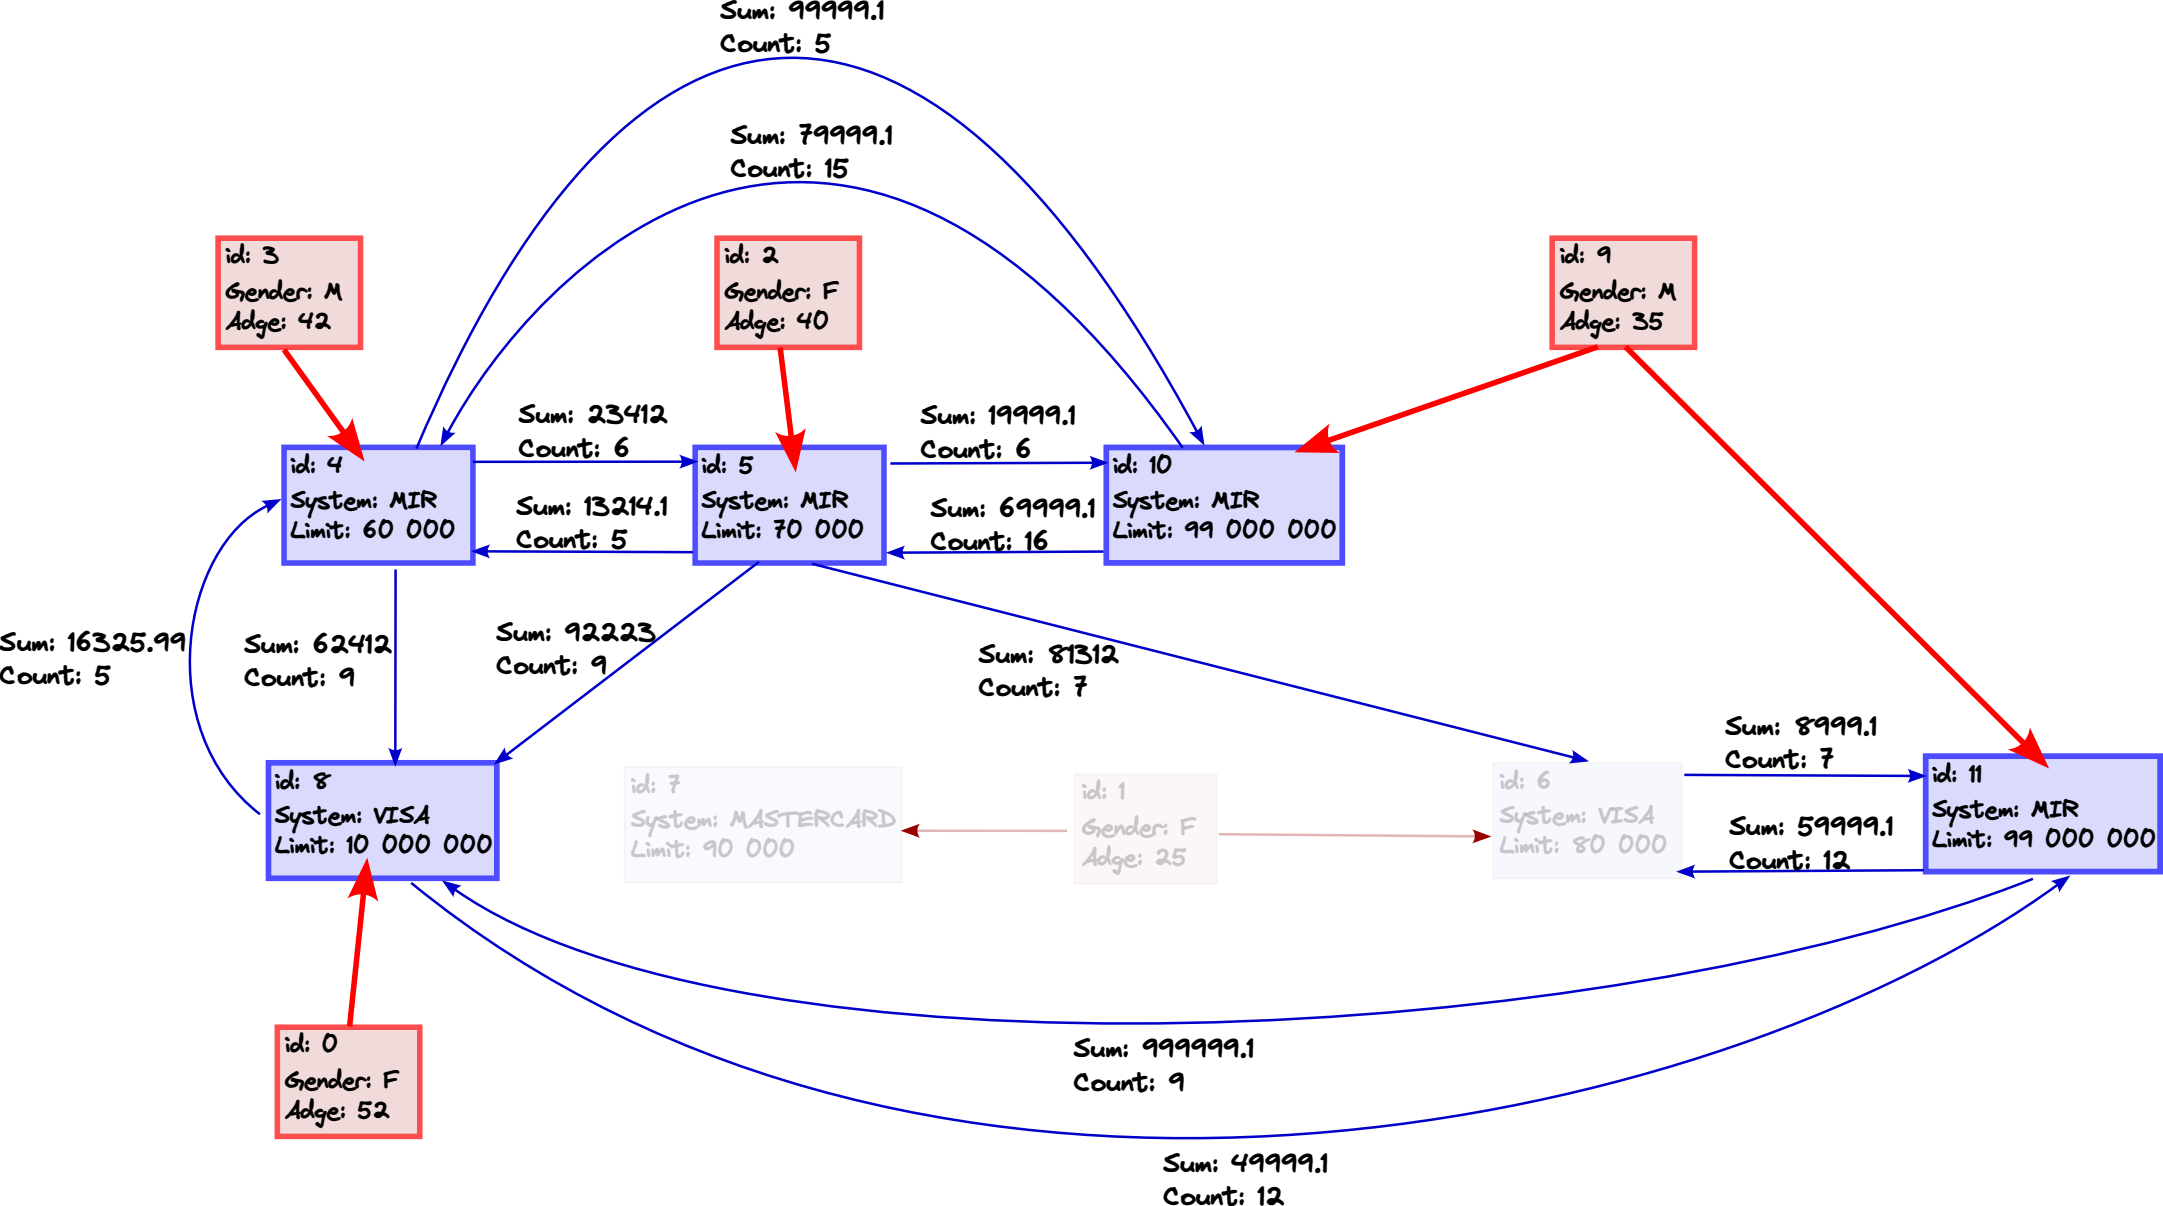 Sum: 99999.1
Count: 5
Sum: 79999.1
Count: 15
id: 3
Gender: M
Adge: 42
id: 2
Gender: F
Adge: 40
id: 9
Gender: M
Adge: 35
Sum: 23412
Count: 6
Sum: 19999.1
Count: 6
id: 4
System: MIR
Limit: 60 000
Sum: 13214.1
Count: 5
id: 5
System: MIR
Limit: 70 000
Sum: 69999.1
Count: 16
id: 10
System: MIR
Limit: 99 000 000
Sum: 16325.99
Count: 5
Sum: 62412
Count: 9
Sum: 92223
Count: 9
Sum: 81312
Count: 7
Sum: 8999.1
Count: 7
id: 8
System: VISA
Limit: 10 000 000
id: 7
System: MASTERCARD
Limit: 90 000
id: 1
Gender: F
Adge: 25
id: 6
System: VISA
Limit: 80 000
Sum: 59999.1
Count: 12
id: 11
System: MIR
Limit: 99 000 000
id: 0
Gender: F
Adge: 52
Sum: 999999.1
Count: 9
Sum: 49999.1
Count: 12